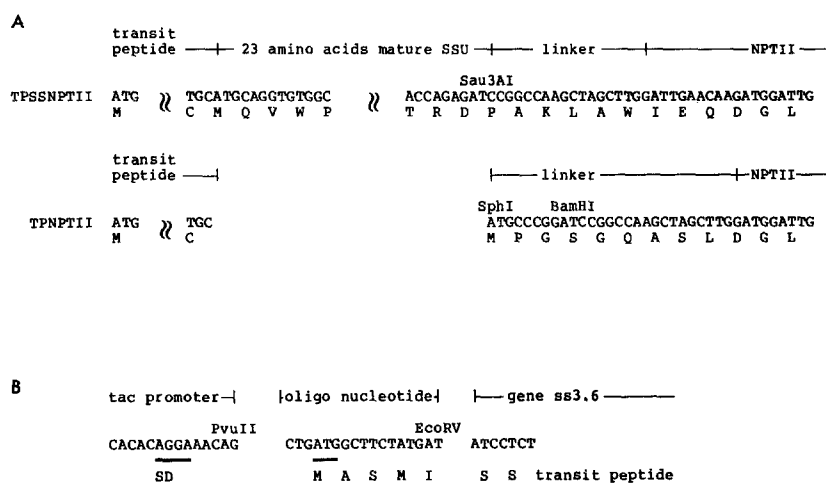 A
transit
peptide 23 amino acids mature SSU linker NPTII
Sau3AI
TPSSNPTII ATG TGCATGCAGGTGTGGC ACCAGAGATCCGGCCAAGCTAGCTTGGATTGAACAAGATGGATTG
M C M Q V W P T R D P A K L A W I E Q D G L
transit
peptide linker NPTII
SphI BamHI
TPNPTII ATG TGC ATGCCCGGATCCGGCCAAGCTAGCTTGGATGGATTG
M C M P G S G Q A S L D G L
B
tac promoter oligo nucleotide gene ss3.6
PvuII EcoRV
CACACAGGAAACAG CTGATGGCTTCTATGAT ATCCTCT
SD M A S M I S S transit peptide